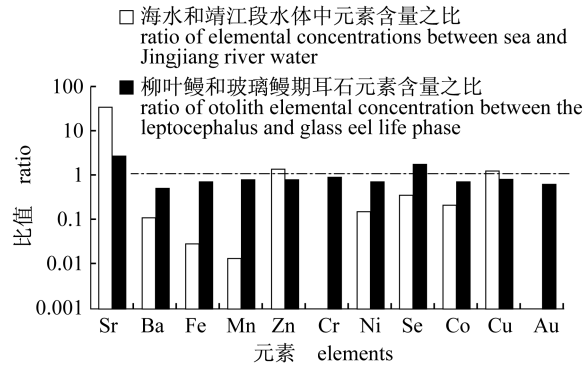 海水和靖江段水体中元素含量之比
ratio of elemental concentrations between sea and
Jingjiang river water
柳叶鳗和玻璃鳗期耳石元素含量之比
ratio of otolith elemental concentration between the
leptocephalus and glass eel life phase
比值 ratio
100
10
1
0.1
0.01
0.001
Sr Ba Fe Mn Zn Cr Ni Se Co Cu Au
元素 elements